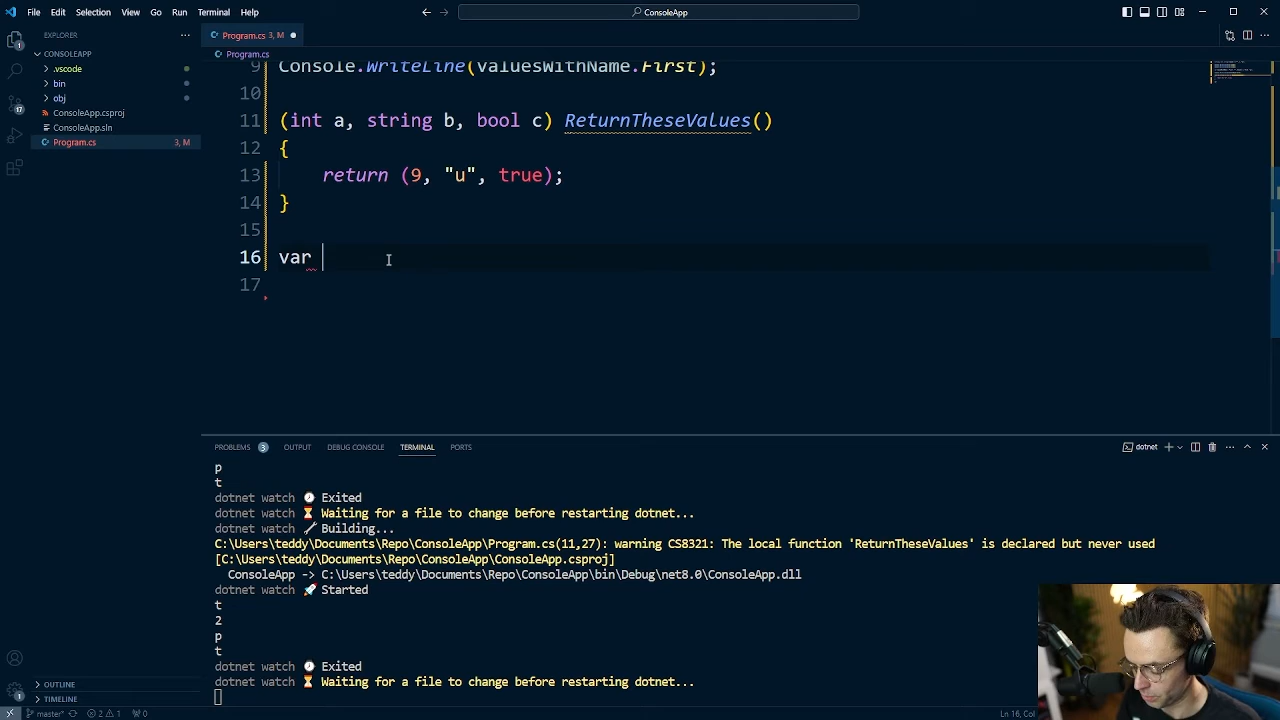 File Edit Selection View Go Run Terminal Help
ConsoleApp
EXPLORER
Program.cs 3, M
CONSOLEAPP
Program.cs
.vscode
bin
obj
ConsoleApp.csproj
ConsoleApp.sln
Program.cs 3, M
1
17
9 Console.WriteLine(valuesWithName.First);
10
11 (int a, string b, bool c) ReturnTheseValues()
12 {
13 return (9, "u", true);
14 }
15
16 var
17
PROBLEMS 3 OUTPUT DEBUG CONSOLE TERMINAL PORTS
dotnet
p
t
dotnet watch 🕗 Exited
dotnet watch ⏳ Waiting for a file to change before restarting dotnet...
dotnet watch 🔧 Building...
C:\Users\teddy\Documents\Repo\ConsoleApp\Program.cs(11,27): warning CS8321: The local function 'ReturnTheseValues' is declared but never used
[C:\Users\teddy\Documents\Repo\ConsoleApp\ConsoleApp.csproj]
ConsoleApp -> C:\Users\teddy\Documents\Repo\ConsoleApp\bin\Debug\net8.0\ConsoleApp.dll
dotnet watch 🚀 Started
t
2
p
t
dotnet watch 🕗 Exited
dotnet watch ⏳ Waiting for a file to change before restarting dotnet...
OUTLINE
TIMELINE
1
master* 2 1 0
Ln 16, Col